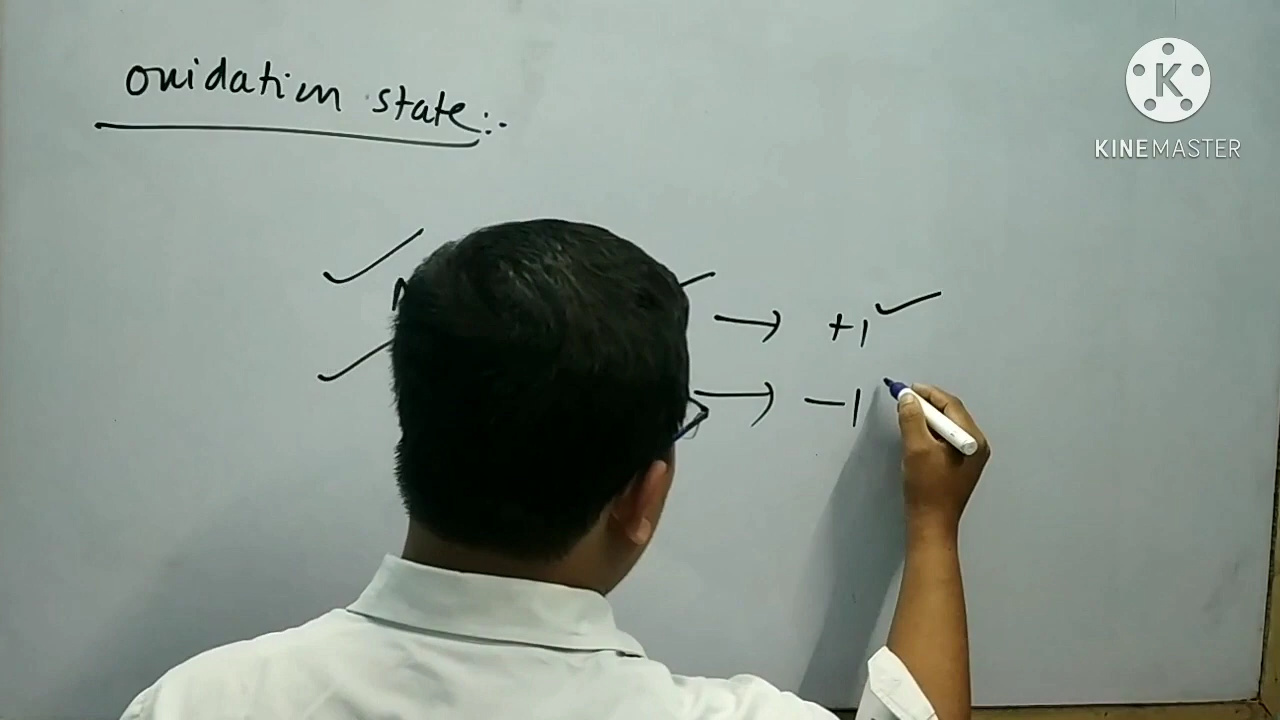 oxidation state :-
→ +1
→ -1
KINEMASTER